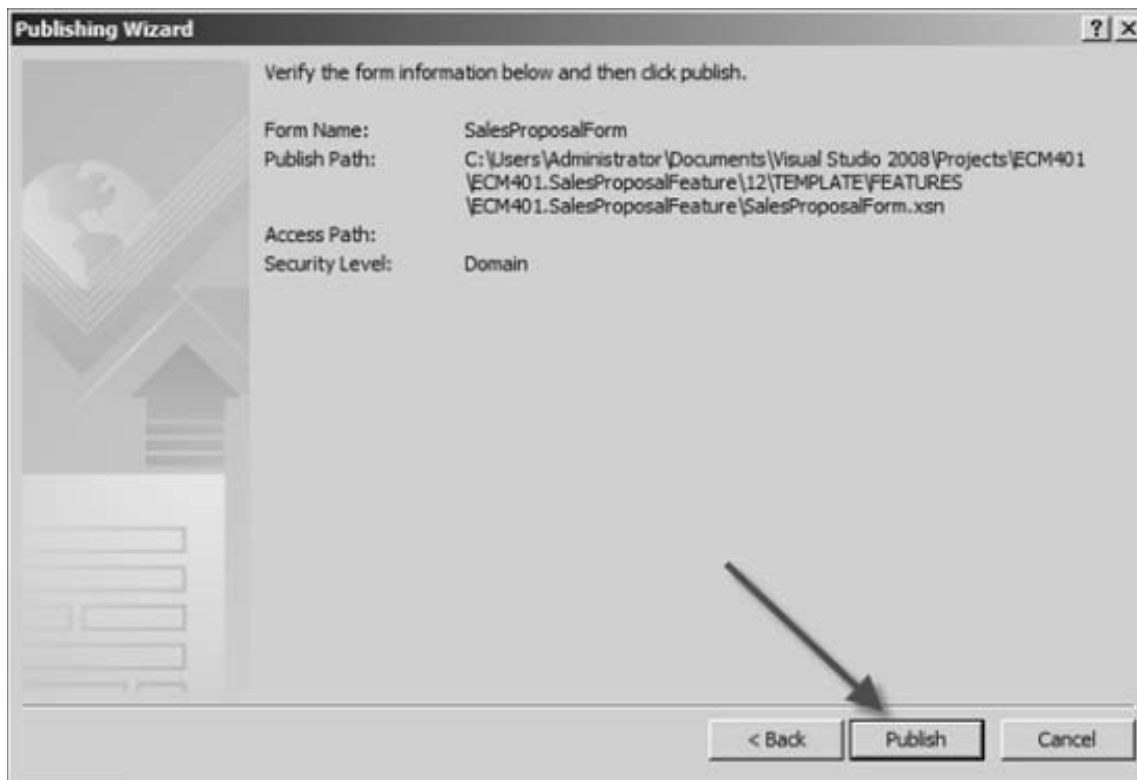 Publishing Wizard
Verify the form information below and then click publish.
Form Name: SalesProposalForm
Publish Path: C:\Users\Administrator\Documents\Visual Studio 2008\Projects\ECM401
\ECM401.SalesProposalFeature\12\TEMPLATE\FEATURES
\ECM401.SalesProposalFeature\SalesProposalForm.xsn
Access Path:
Security Level: Domain
< Back Publish Cancel